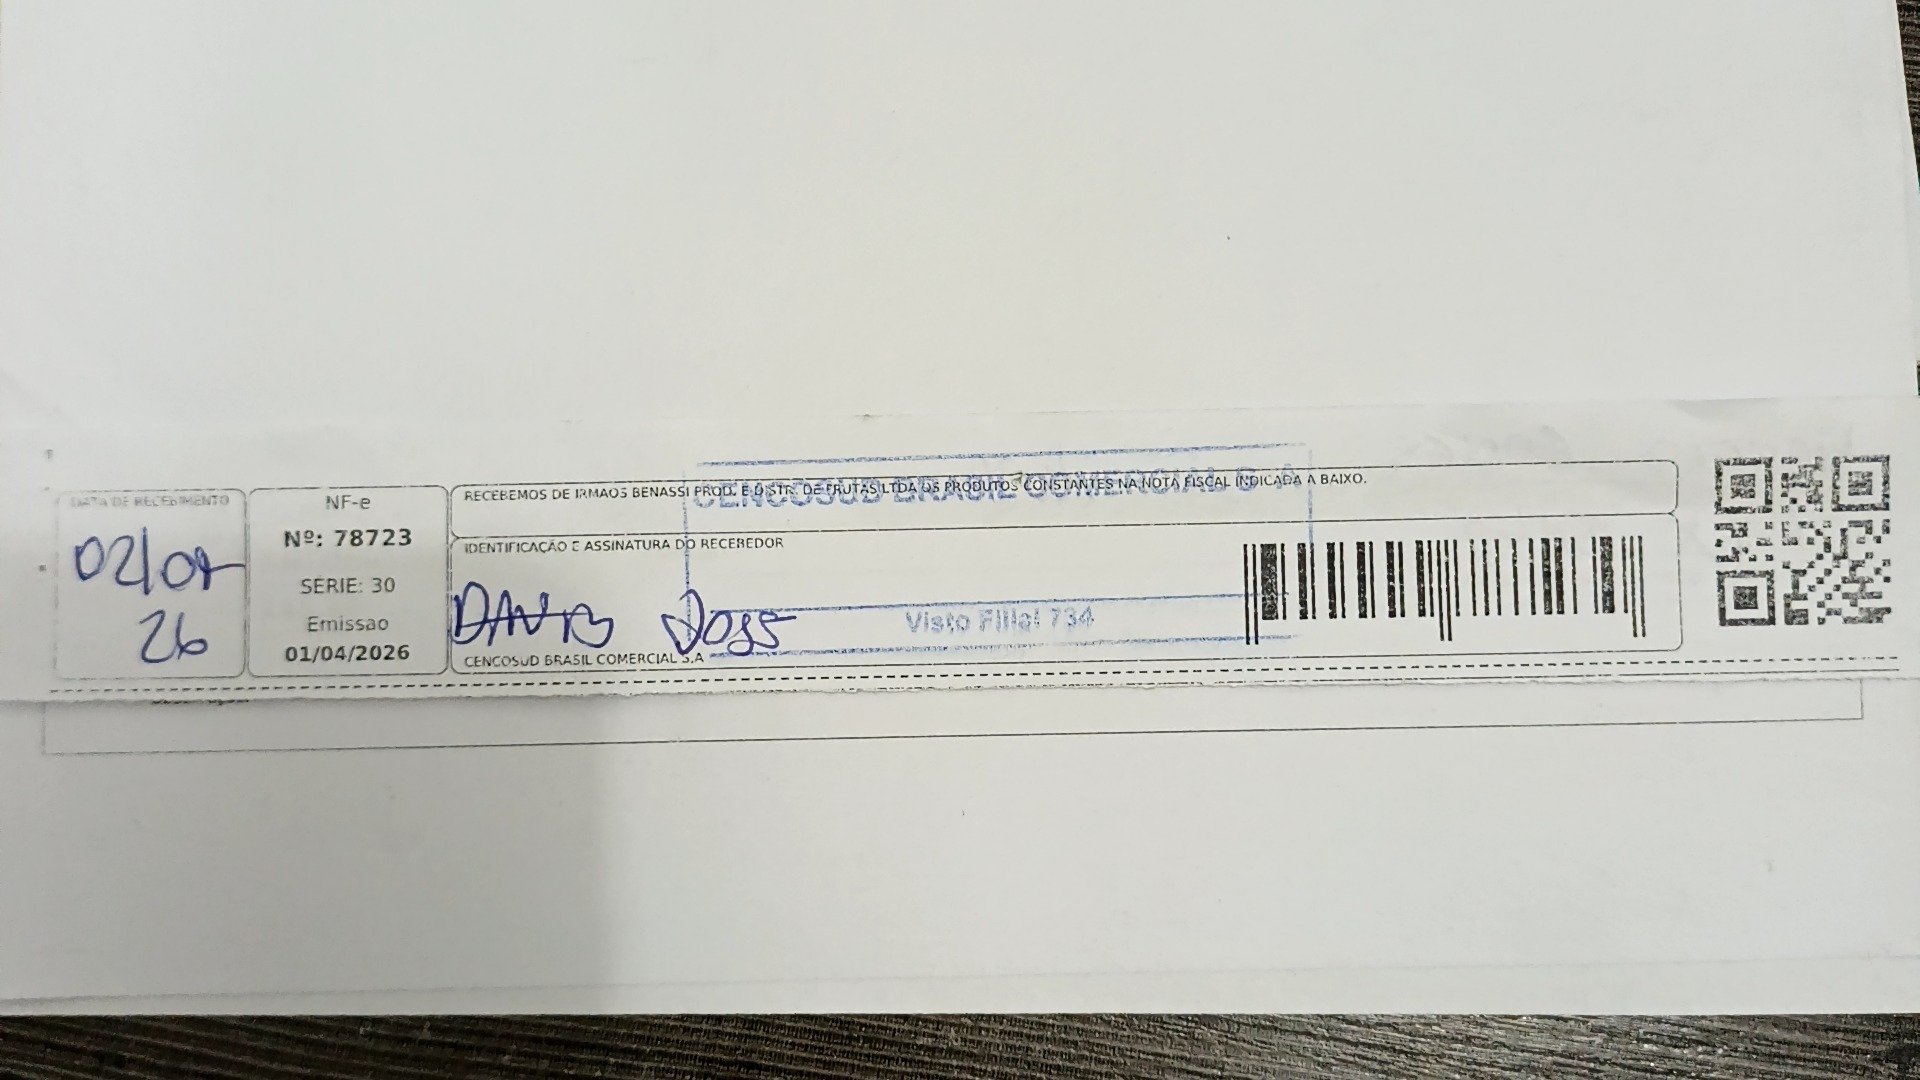 DATA DE RECEBIMENTO
02/04
26
NF-e
Nº: 78723
SÉRIE: 30
Emissao
01/04/2026
RECEBEMOS DE IRMAOS BENASSI PROD. E DISTR. DE FRUTAS LTDA OS PRODUTOS CONSTANTES NA NOTA FISCAL INDICADA A BAIXO.
CENCOSUD BRASIL COMERCIAL S.A
IDENTIFICAÇÃO E ASSINATURA DO RECEBEDOR
Visto Filial 734
CENCOSUD BRASIL COMERCIAL S.A